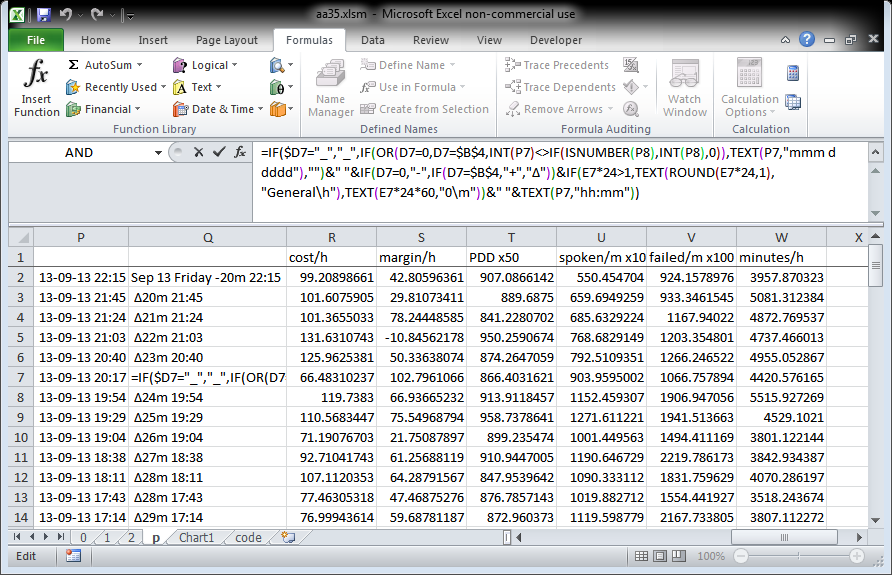 aa35.xlsm - Microsoft Excel non-commercial use
File Home Insert Page Layout Formulas Data Review View Developer
fx Insert Function
Σ AutoSum
Recently Used
Financial
Logical
Text
Date & Time
Function Library
Name Manager
Define Name
Use in Formula
Create from Selection
Defined Names
Trace Precedents
Trace Dependents
Remove Arrows
Formula Auditing
Watch Window
Calculation Options
Calculation
AND
fx
=IF($D7="_","_",IF(OR(D7=0,D7=$B$4,INT(P7)<>IF(ISNUMBER(P8),INT(P8),0)),TEXT(P7,"mmm d
dddd"),"")&" "&IF(D7=0,"-",IF(D7=$B$4,"+","Δ"))&IF(E7*24>1,TEXT(ROUND(E7*24,1),
"General\h"),TEXT(E7*24*60,"0\m"))&" "&TEXT(P7,"hh:mm"))
P Q R S T U V W X
1 cost/h margin/h PDD x50 spoken/m x10 failed/m x100 minutes/h
2 13-09-13 22:15 Sep 13 Friday -20m 22:15 99.20898661 42.80596361 907.0866142 550.454704 924.1578976 3957.870323
3 13-09-13 21:45 Δ20m 21:45 101.6075905 29.81073411 889.6875 659.6949259 933.3461545 5081.312384
4 13-09-13 21:24 Δ21m 21:24 101.3655033 78.24448585 841.2280702 685.6329224 1167.94022 4872.769537
5 13-09-13 21:03 Δ22m 21:03 131.6310743 -10.84562178 950.2590674 768.6829149 1203.354801 4737.466013
6 13-09-13 20:40 Δ23m 20:40 125.9625381 50.33638074 874.2647059 792.5109351 1266.246522 4955.052867
7 13-09-13 20:17 =IF($D7="_","_",IF(OR(D7= 66.48310237 102.7961066 866.4031621 903.9595002 1066.757894 4420.576165
8 13-09-13 19:54 Δ24m 19:54 119.7383 66.93665232 913.9118457 1152.459307 1906.947056 5515.927269
9 13-09-13 19:29 Δ25m 19:29 110.5683447 75.54968794 958.7378641 1271.611221 1941.513663 4529.1021
10 13-09-13 19:04 Δ26m 19:04 71.19076703 21.75087897 899.235474 1001.449563 1494.411169 3801.122144
11 13-09-13 18:38 Δ27m 18:38 92.71041743 61.25688119 910.9447005 1190.646729 2219.786173 3842.934387
12 13-09-13 18:11 Δ28m 18:11 107.1120353 64.28791567 847.9539642 1090.333112 1831.759629 4070.286197
13 13-09-13 17:43 Δ29m 17:43 77.46305318 47.46875276 876.7857143 1019.882712 1554.441927 3518.243674
14 13-09-13 17:14 Δ29m 17:14 76.99943614 59.68781187 872.960373 1119.598779 2167.733805 3807.112272
0 1 2 p Chart1 code
Edit 100%